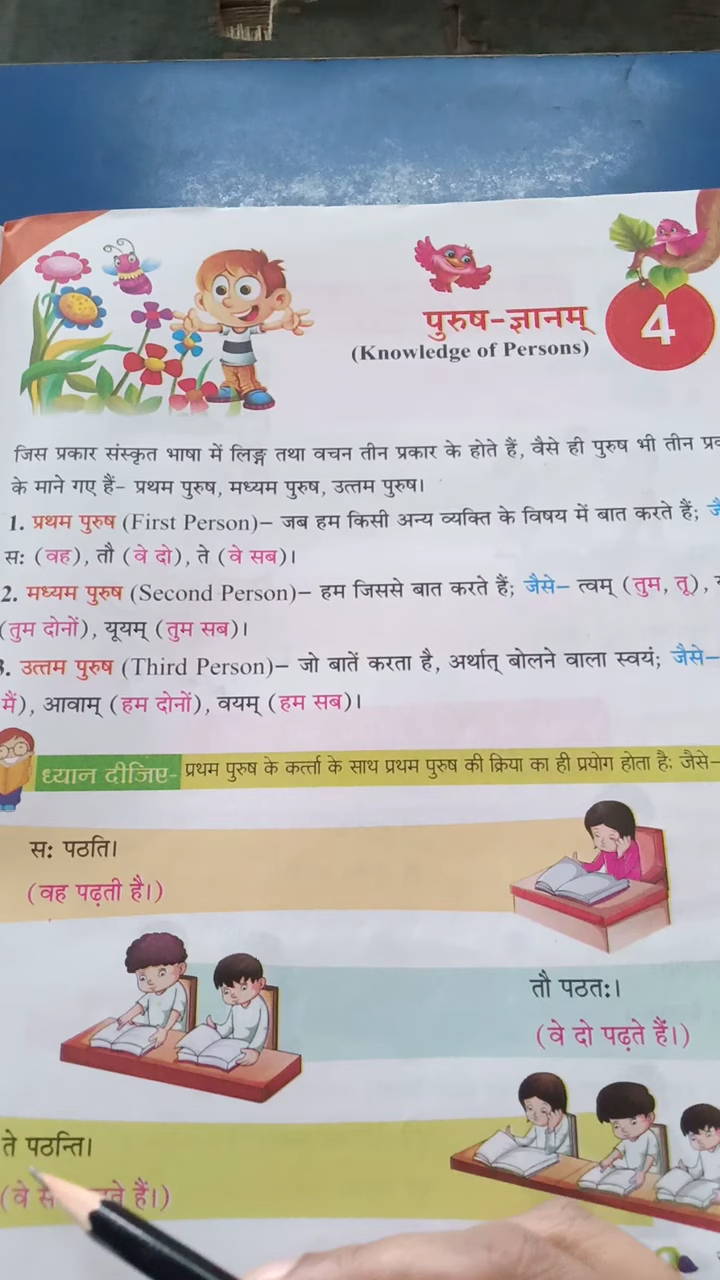 पुरुष-ज्ञानम्
4
(Knowledge of Persons)
जिस प्रकार संस्कृत भाषा में लिङ्ग तथा वचन तीन प्रकार के होते हैं, वैसे ही पुरुष भी तीन
के माने गए हैं- प्रथम पुरुष, मध्यम पुरुष, उत्तम पुरुष।
1. प्रथम पुरुष (First Person)– जब हम किसी अन्य व्यक्ति के विषय में बात करते हैं;
सः (वह), तौ (वे दो), ते (वे सब)।
2. मध्यम पुरुष (Second Person)– हम जिससे बात करते हैं; जैसे– त्वम् (तुम, तू),
(तुम दोनों), यूयम् (तुम सब)।
3. उत्तम पुरुष (Third Person)– जो बातें करता है, अर्थात् बोलने वाला स्वयं; जैसे–
मैं), आवाम् (हम दोनों), वयम् (हम सब)।
ध्यान दीजिए- प्रथम पुरुष के कर्त्ता के साथ प्रथम पुरुष की क्रिया का ही प्रयोग होता है; जैसे–
सः पठति।
(वह पढ़ती है।)
तौ पठतः।
(वे दो पढ़ते हैं।)
ते पठन्ति।
(वे हैं।)